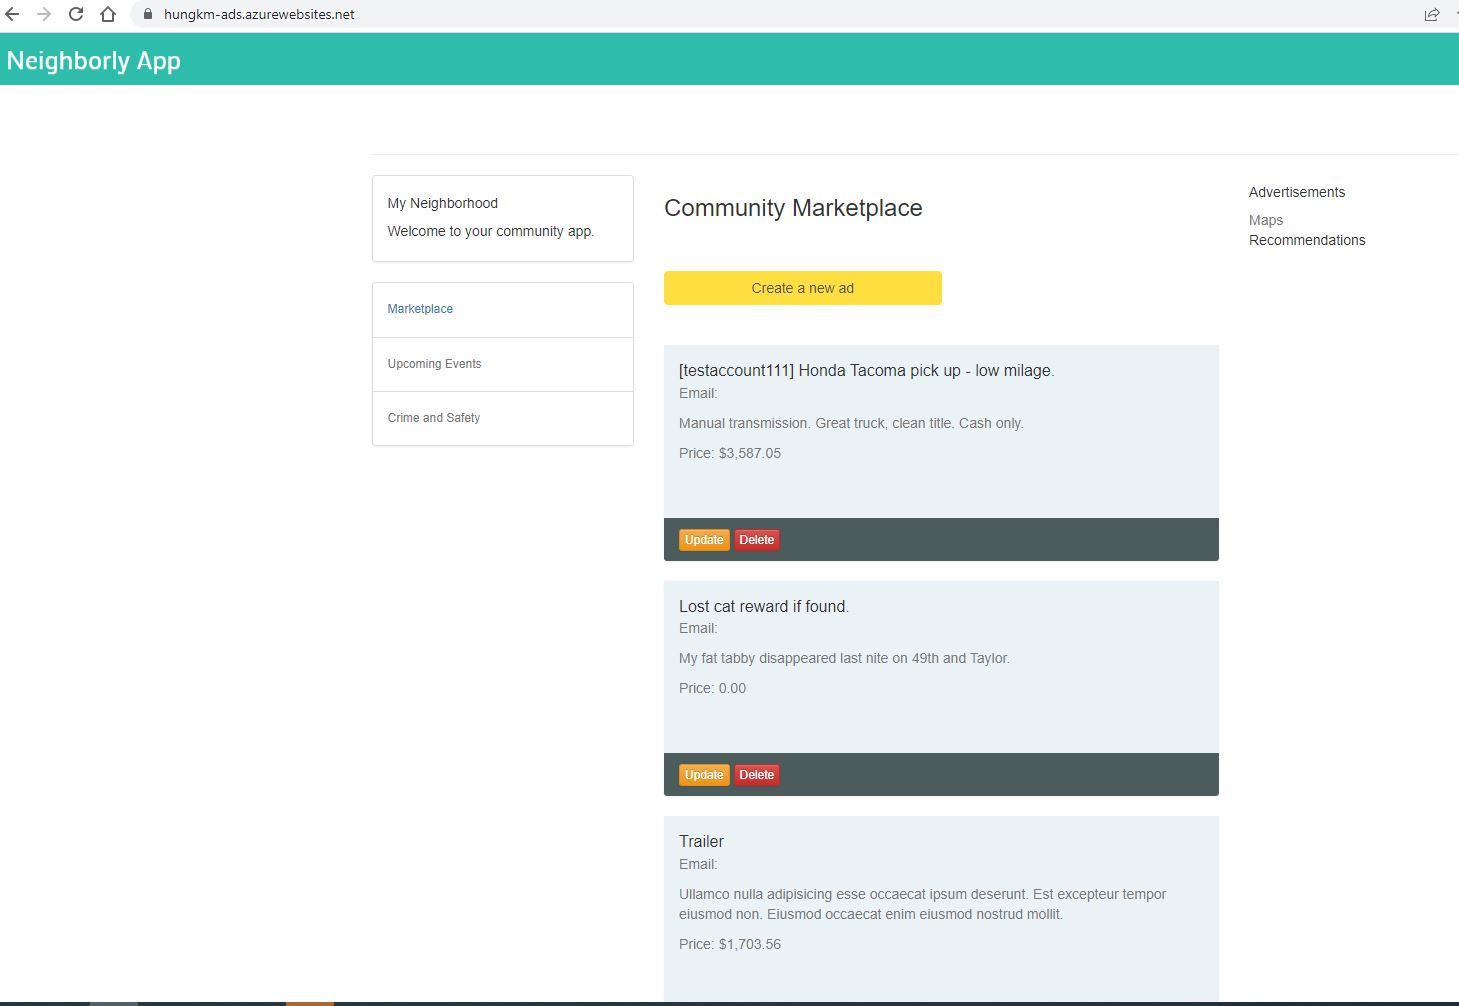 hungkm-ads.azurewebsites.net
Neighborly App
My Neighborhood
Welcome to your community app.
Marketplace
Upcoming Events
Crime and Safety
Community Marketplace
Create a new ad
[testaccount111] Honda Tacoma pick up - low milage.
Email:
Manual transmission. Great truck, clean title. Cash only.
Price: $3,587.05
Update Delete
Lost cat reward if found.
Email:
My fat tabby disappeared last nite on 49th and Taylor.
Price: 0.00
Update Delete
Trailer
Email:
Ullamco nulla adipisicing esse occaecat ipsum deserunt. Est excepteur tempor
eiusmod non. Eiusmod occaecat enim eiusmod nostrud mollit.
Price: $1,703.56
Advertisements
Maps
Recommendations